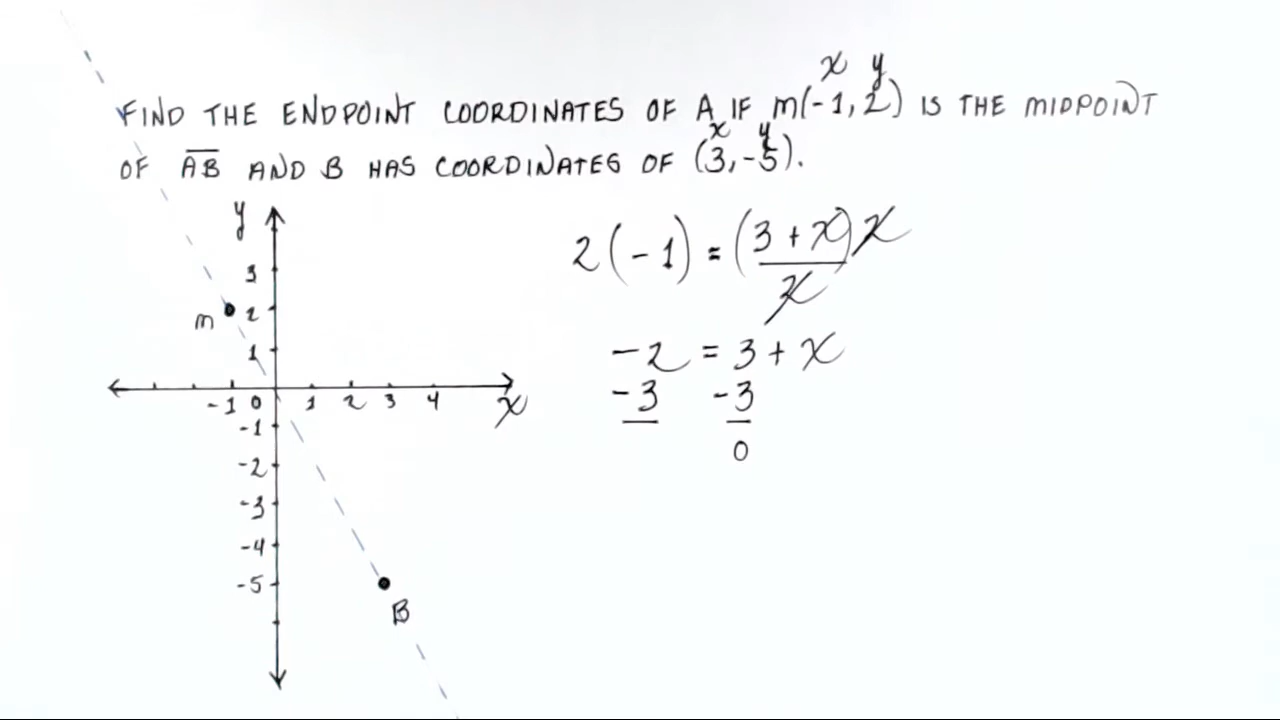 x y
FIND THE ENDPOINT COORDINATES OF A IF m(-1, 2) IS THE MIDPOINT
x y
OF A̅B̅ AND B HAS COORDINATES OF (3, -5).
y
3
m 2
1
-1 0 1 2 3 4 x
-1
-2
-3
-4
-5
B
2(-1) = (3 + x / 2) 2
-2 = 3 + x
-3 -3
0